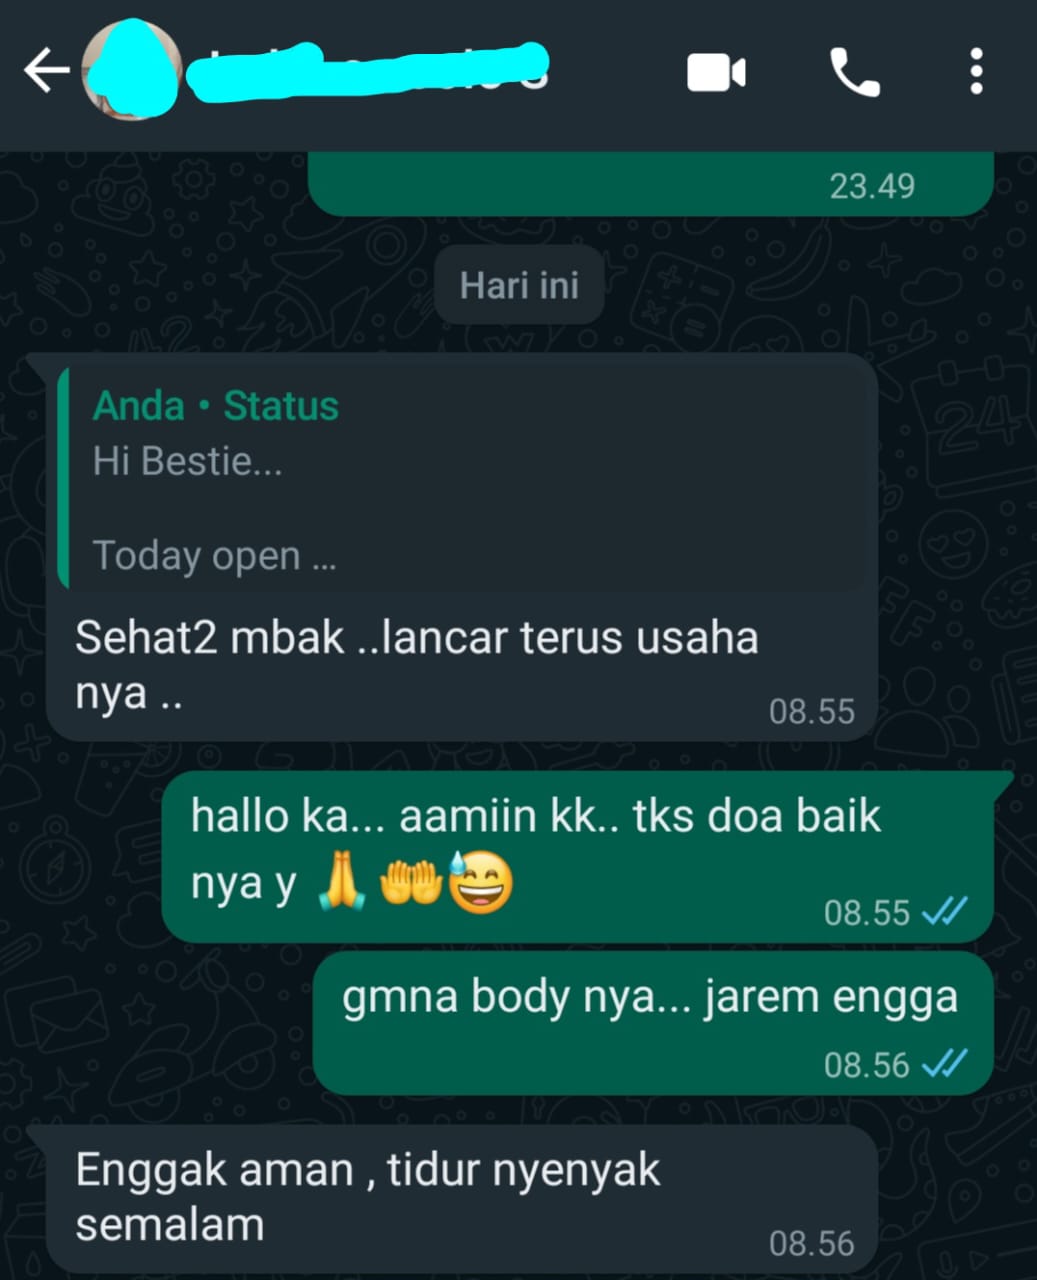 23.49
Hari ini
Anda • Status
Hi Bestie...
Today open ...
Sehat2 mbak ..lancar terus usaha
nya ..
08.55
hallo ka... aamiin kk.. tks doa baik
nya y 🙏🤲😅
08.55
gmna body nya... jarem engga
08.56
Enggak aman , tidur nyenyak
semalam
08.56